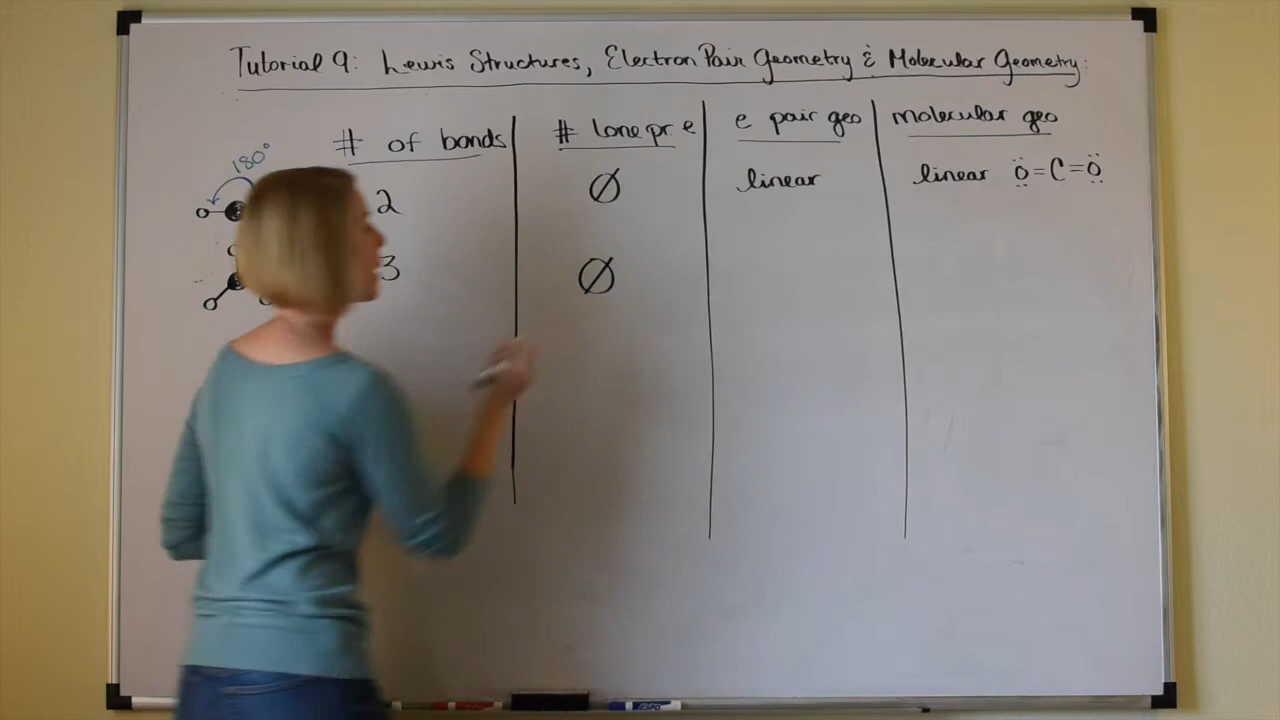 Tutorial 9: Lewis Structures, Electron Pair Geometry & Molecular Geometry:
# of bonds # lone pr e e pair geo molecular geo
180°
2 Ø linear linear Ö=C=Ö
3 Ø